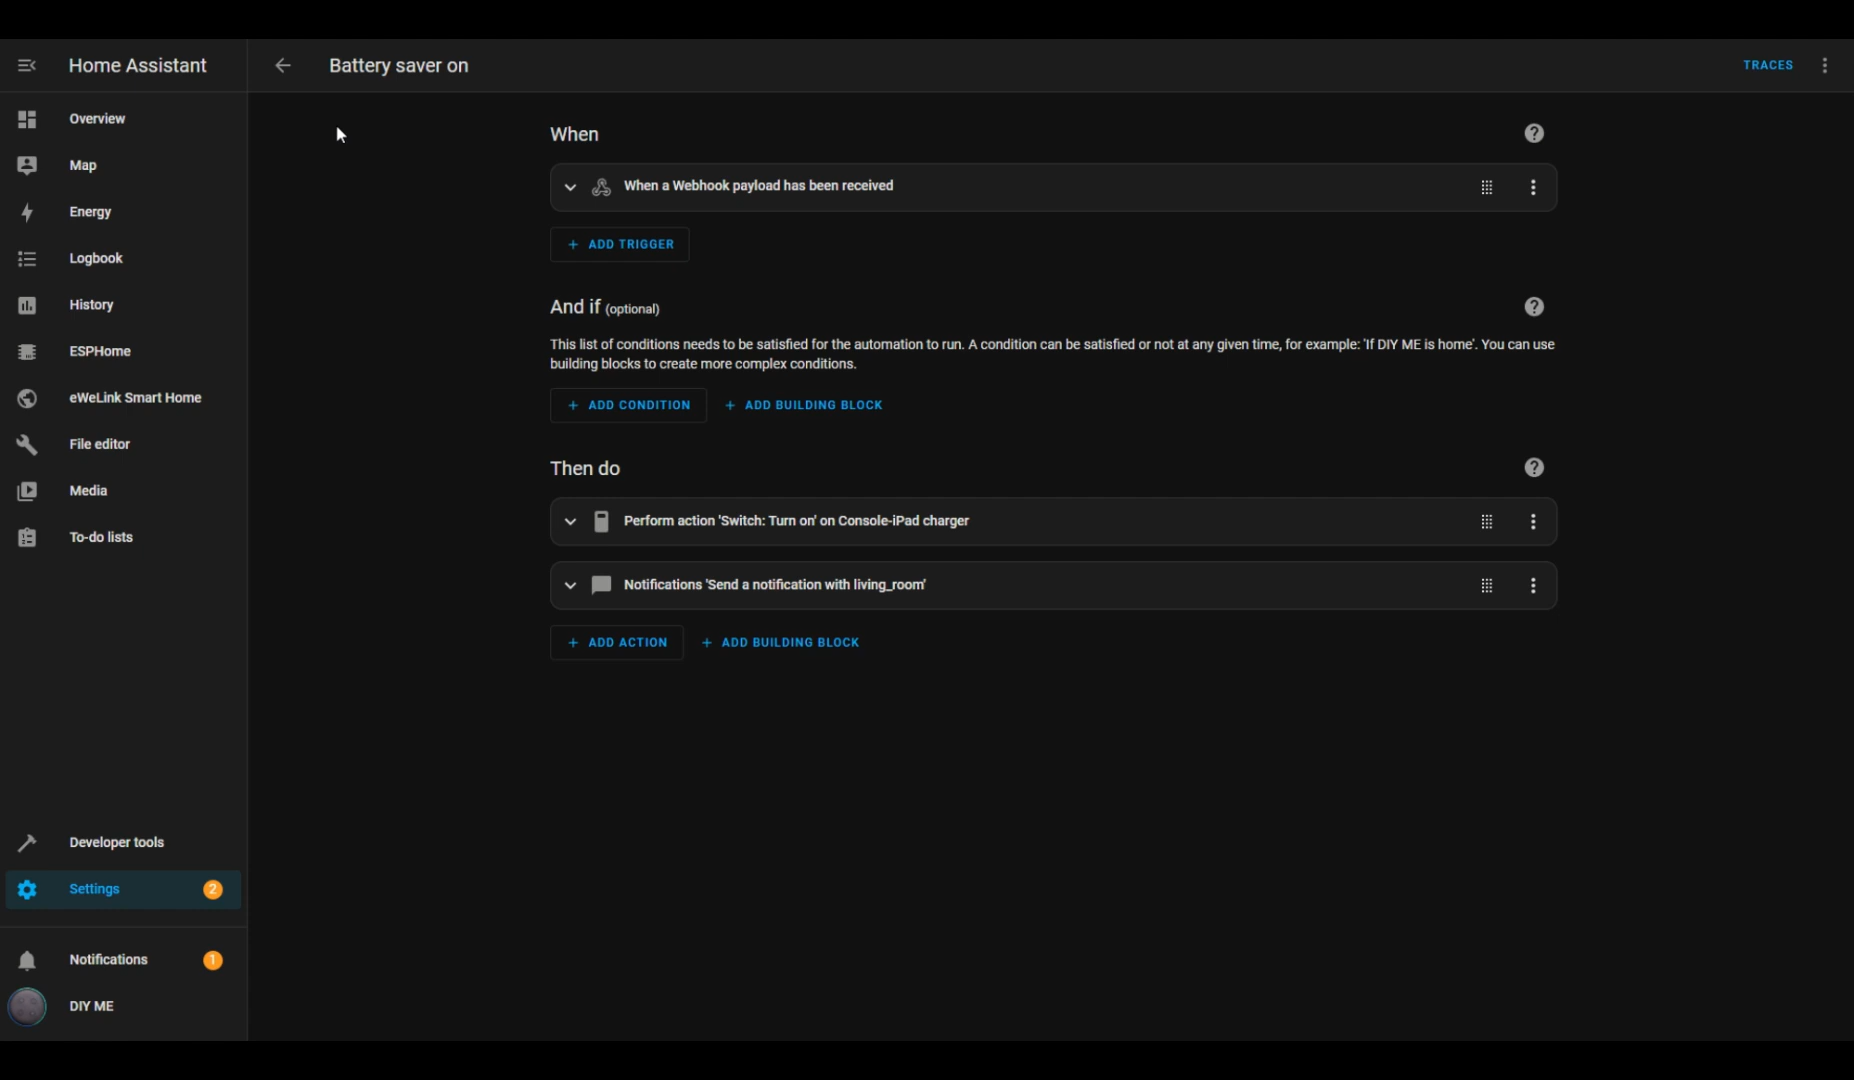 Home Assistant
Battery saver on
TRACES
Overview
Map
Energy
Logbook
History
ESPHome
eWeLink Smart Home
File editor
Media
To-do lists
Developer tools
Settings
2
Notifications
1
DIY ME
When
When a Webhook payload has been received
+ ADD TRIGGER
And if (optional)
This list of conditions needs to be satisfied for the automation to run. A condition can be satisfied or not at any given time, for example: 'If DIY ME is home'. You can use
building blocks to create more complex conditions.
+ ADD CONDITION
+ ADD BUILDING BLOCK
Then do
Perform action 'Switch: Turn on' on Console-iPad charger
Notifications 'Send a notification with living_room'
+ ADD ACTION
+ ADD BUILDING BLOCK